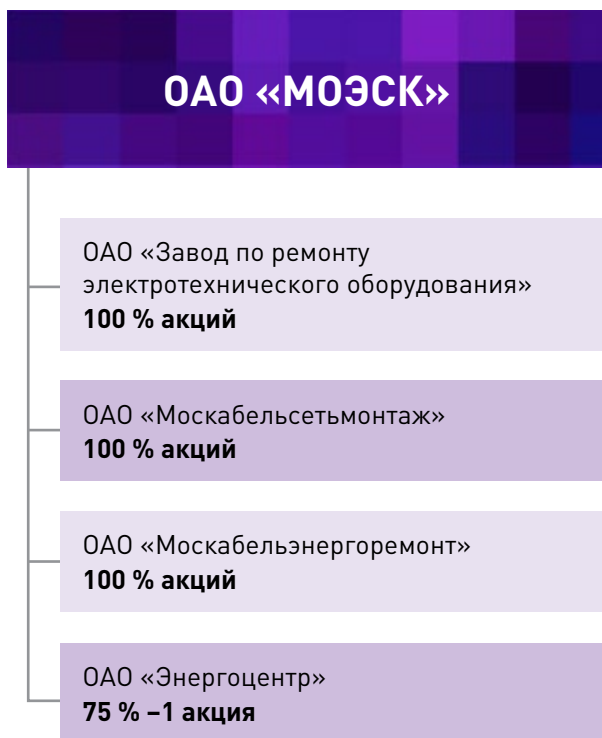 ОАО «МОЭСК»
ОАО «Завод по ремонту
электротехнического оборудования»
100 % акций
ОАО «Москабельсетьмонтаж»
100 % акций
ОАО «Москабельэнергоремонт»
100 % акций
ОАО «Энергоцентр»
75 % –1 акция